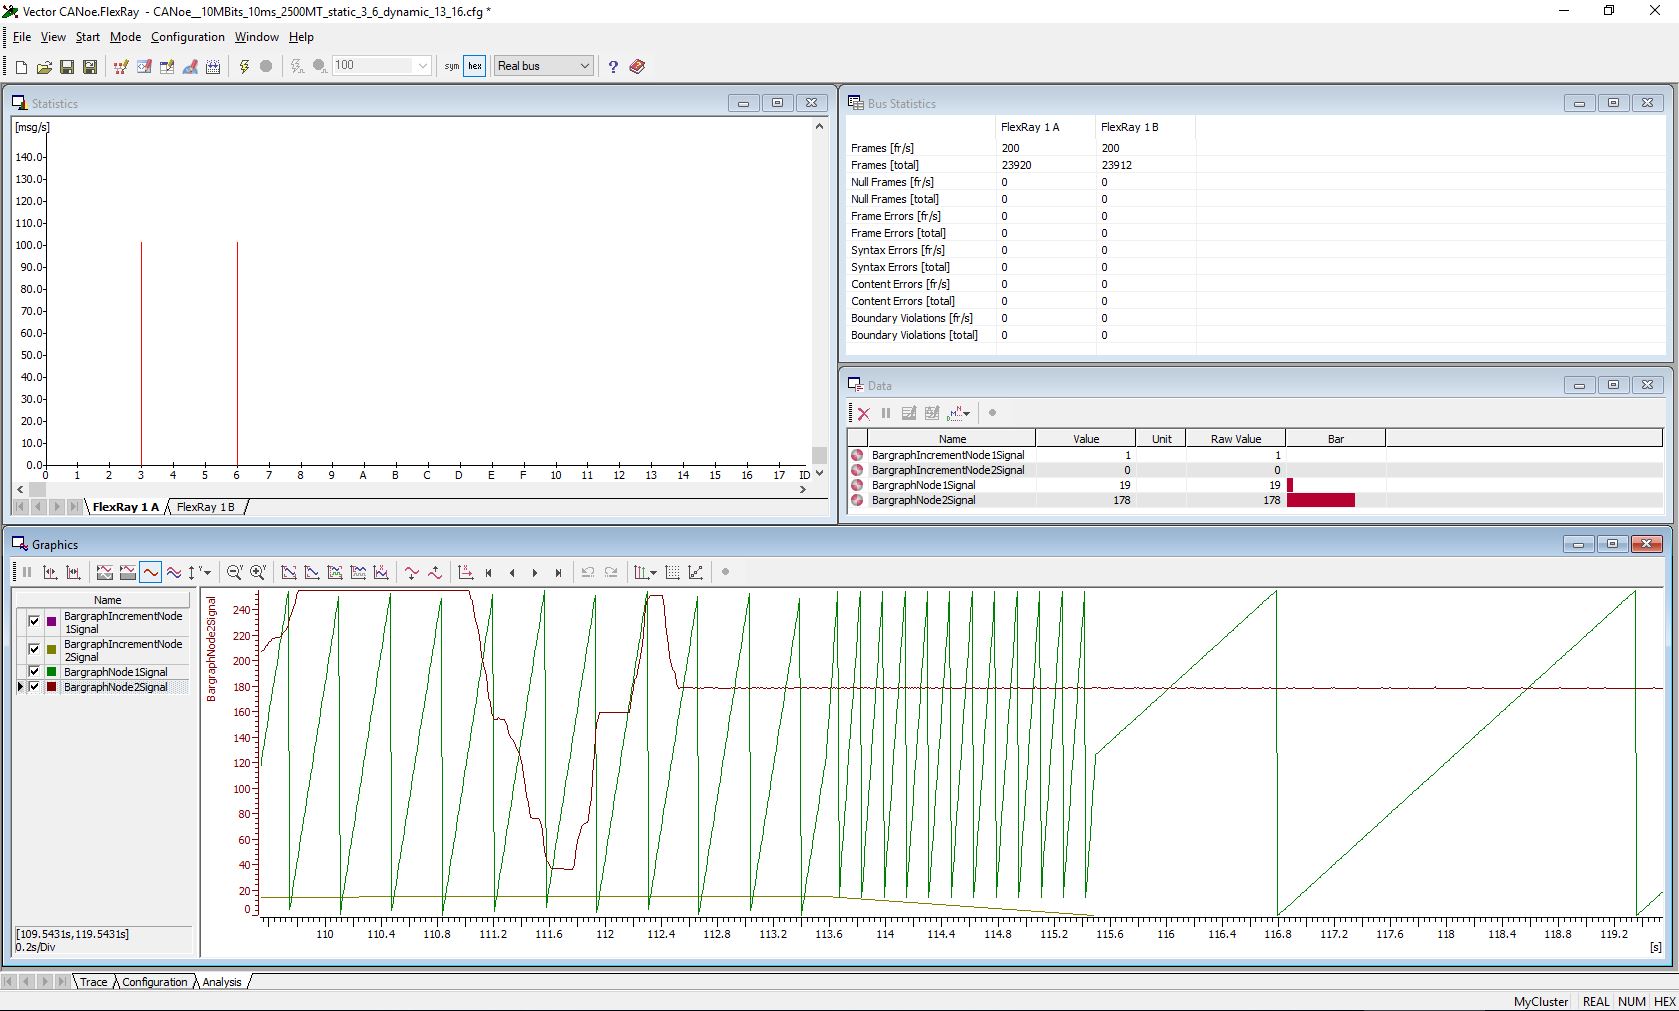 Vector CANoe.FlexRay - CANoe__10MBits_10ms_2500MT_static_3_6_dynamic_13_16.cfg *
File View Start Mode Configuration Window Help
100 sym hex Real bus
Statistics
[msg/s]
140.0
130.0
120.0
110.0
100.0
90.0
80.0
70.0
60.0
50.0
40.0
30.0
20.0
10.0
0.0
0 1 2 3 4 5 6 7 8 9 A B C D E F 10 11 12 13 14 15 16 17 ID
FlexRay 1 A FlexRay 1 B
Bus Statistics
FlexRay 1 A FlexRay 1 B
Frames [fr/s] 200 200
Frames [total] 23920 23912
Null Frames [fr/s] 0 0
Null Frames [total] 0 0
Frame Errors [fr/s] 0 0
Frame Errors [total] 0 0
Syntax Errors [fr/s] 0 0
Syntax Errors [total] 0 0
Content Errors [fr/s] 0 0
Content Errors [total] 0 0
Boundary Violations [fr/s] 0 0
Boundary Violations [total] 0 0
Data
Name Value Unit Raw Value Bar
BargraphIncrementNode1Signal 1 1
BargraphIncrementNode2Signal 0 0
BargraphNode1Signal 19 19
BargraphNode2Signal 178 178
Graphics
Name
BargraphIncrementNode
1Signal
BargraphIncrementNode
2Signal
BargraphNode1Signal
BargraphNode2Signal
[109.5431s,119.5431s]
0.2s/Div
BargraphNode2Signal
240
220
200
180
160
140
120
100
80
60
40
20
0
110 110.4 110.8 111.2 111.6 112 112.4 112.8 113.2 113.6 114 114.4 114.8 115.2 115.6 116 116.4 116.8 117.2 117.6 118 118.4 118.8 119.2
[s]
Trace Configuration Analysis
MyCluster REAL NUM HEX